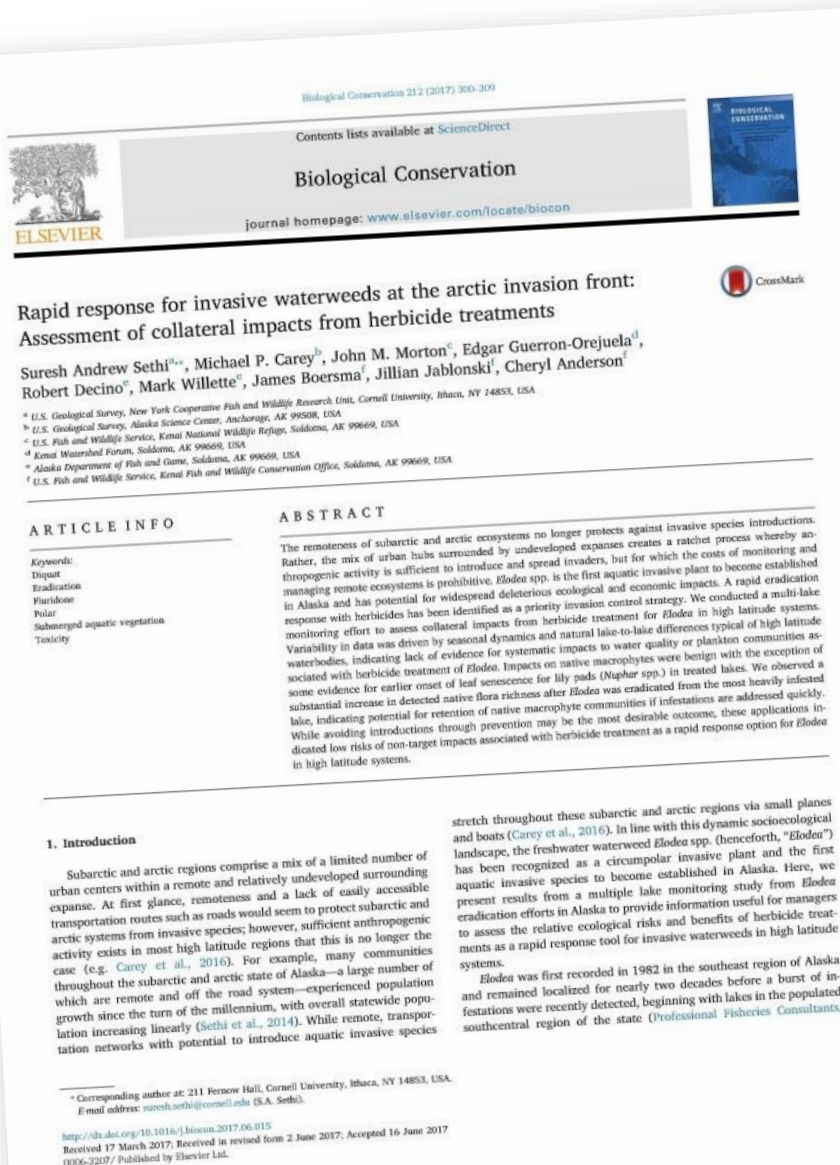 Biological Conservation 212 (2017) 300–309
Contents lists available at ScienceDirect
Biological Conservation
journal homepage: www.elsevier.com/locate/biocon
ELSEVIER
BIOLOGICAL
CONSERVATION
CrossMark
Rapid response for invasive waterweeds at the arctic invasion front:
Assessment of collateral impacts from herbicide treatments
Suresh Andrew Sethia,⁎, Michael P. Careyb, John M. Mortonc, Edgar Guerron-Orejuelad,
Robert Decinoe, Mark Willettee, James Boersmaf, Jillian Jablonskif, Cheryl Andersonf
a U.S. Geological Survey, New York Cooperative Fish and Wildlife Research Unit, Cornell University, Ithaca, NY 14853, USA
b U.S. Geological Survey, Alaska Science Center, Anchorage, AK 99508, USA
c U.S. Fish and Wildlife Service, Kenai National Wildlife Refuge, Soldotna, AK 99669, USA
d Kenai Watershed Forum, Soldotna, AK 99669, USA
e Alaska Department of Fish and Game, Soldotna, AK 99669, USA
f U.S. Fish and Wildlife Service, Kenai Fish and Wildlife Conservation Office, Soldotna, AK 99669, USA
ARTICLE INFO
Keywords:
Diquat
Eradication
Fluridone
Polar
Submerged aquatic vegetation
Toxicity
ABSTRACT
The remoteness of subarctic and arctic ecosystems no longer protects against invasive species introductions.
Rather, the mix of urban hubs surrounded by undeveloped expanses creates a ratchet process whereby an-
thropogenic activity is sufficient to introduce and spread invaders, but for which the costs of monitoring and
managing remote ecosystems is prohibitive. Elodea spp. is the first aquatic invasive plant to become established
in Alaska and has potential for widespread deleterious ecological and economic impacts. A rapid eradication
response with herbicides has been identified as a priority invasion control strategy. We conducted a multi-lake
monitoring effort to assess collateral impacts from herbicide treatment for Elodea in high latitude systems.
Variability in data was driven by seasonal dynamics and natural lake-to-lake differences typical of high latitude
waterbodies, indicating lack of evidence for systematic impacts to water quality or plankton communities as-
sociated with herbicide treatment of Elodea. Impacts on native macrophytes were benign with the exception of
some evidence for earlier onset of leaf senescence for lily pads (Nuphar spp.) in treated lakes. We observed a
substantial increase in detected native flora richness after Elodea was eradicated from the most heavily infested
lake, indicating potential for retention of native macrophyte communities if infestations are addressed quickly.
While avoiding introductions through prevention may be the most desirable outcome, these applications in-
dicated low risks of non-target impacts associated with herbicide treatment as a rapid response option for Elodea
in high latitude systems.
1. Introduction
Subarctic and arctic regions comprise a mix of a limited number of
urban centers within a remote and relatively undeveloped surrounding
expanse. At first glance, remoteness and a lack of easily accessible
transportation routes such as roads would seem to protect subarctic and
arctic systems from invasive species; however, sufficient anthropogenic
activity exists in most high latitude regions that this is no longer the
case (e.g. Carey et al., 2016). For example, many communities
throughout the subarctic and arctic state of Alaska—a large number of
which are remote and off the road system—experienced population
growth since the turn of the millennium, with overall statewide popu-
lation increasing linearly (Sethi et al., 2014). While remote, transpor-
tation networks with potential to introduce aquatic invasive species
stretch throughout these subarctic and arctic regions via small planes
and boats (Carey et al., 2016). In line with this dynamic socioecological
landscape, the freshwater waterweed Elodea spp. (henceforth, “Elodea”)
has been recognized as a circumpolar invasive plant and the first
aquatic invasive species to become established in Alaska. Here, we
present results from a multiple lake monitoring study from Elodea
eradication efforts in Alaska to provide information useful for managers
to assess the relative ecological risks and benefits of herbicide treat-
ments as a rapid response tool for invasive waterweeds in high latitude
systems.
Elodea was first recorded in 1982 in the southeast region of Alaska
and remained localized for nearly two decades before a burst of in-
festations were recently detected, beginning with lakes in the populated
southcentral region of the state (Professional Fisheries Consultants,
⁎ Corresponding author at: 211 Fernow Hall, Cornell University, Ithaca, NY 14853, USA.
E-mail address: suresh.sethi@cornell.edu (S.A. Sethi).
http://dx.doi.org/10.1016/j.biocon.2017.06.015
Received 17 March 2017; Received in revised form 2 June 2017; Accepted 16 June 2017
0006-3207/ Published by Elsevier Ltd.